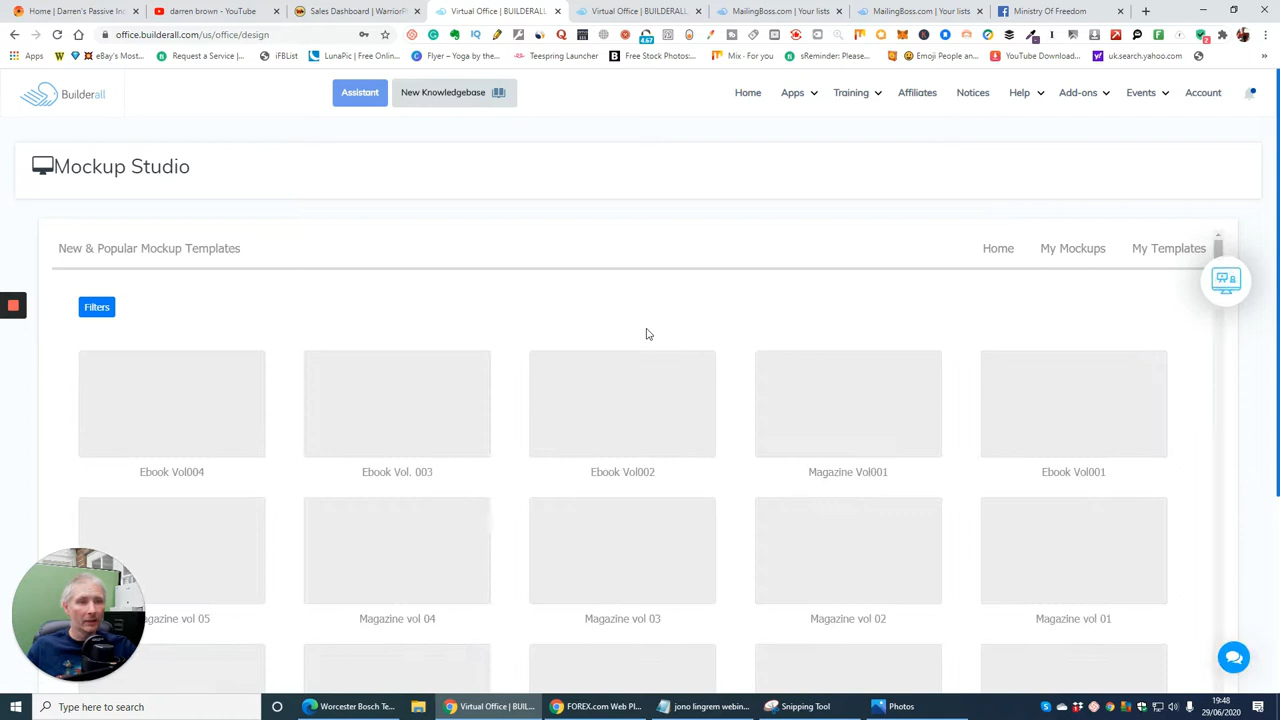 Darren's Passive Inc
darren brown - YouTube
Sales Dashboard | WarriorP
Virtual Office | BUILDERALL
Virtual Office | BUILDERALL
MailingBoss.com | Your lists
MailingBoss.com | Your lists
Ministry Of Freedom
office.builderall.com/us/office/design
4.67
2
Apps
eBay's Most...
Request a Service |...
iFBList
LunaPic | Free Onlin...
Flyer – Yoga by the...
Teespring Launcher
Free Stock Photos:...
Mix - For you
sReminder: Please...
Emoji People an...
YouTube Download...
uk.search.yahoo.com
»
Builderall
Assistant
New Knowledgebase
Home
Apps
Training
Affiliates
Notices
Help
Add-ons
Events
Account
Mockup Studio
New & Popular Mockup Templates
Home
My Mockups
My Templates
Filters
Ebook Vol004
Ebook Vol. 003
Ebook Vol002
Magazine Vol001
Ebook Vol001
agazine vol 05
Magazine vol 04
Magazine vol 03
Magazine vol 02
Magazine vol 01
Type here to search
Worcester Bosch Te...
Virtual Office | BUIL...
FOREX.com Web Pl...
jono lingrem webin...
Snipping Tool
Photos
19:48
29/06/2020